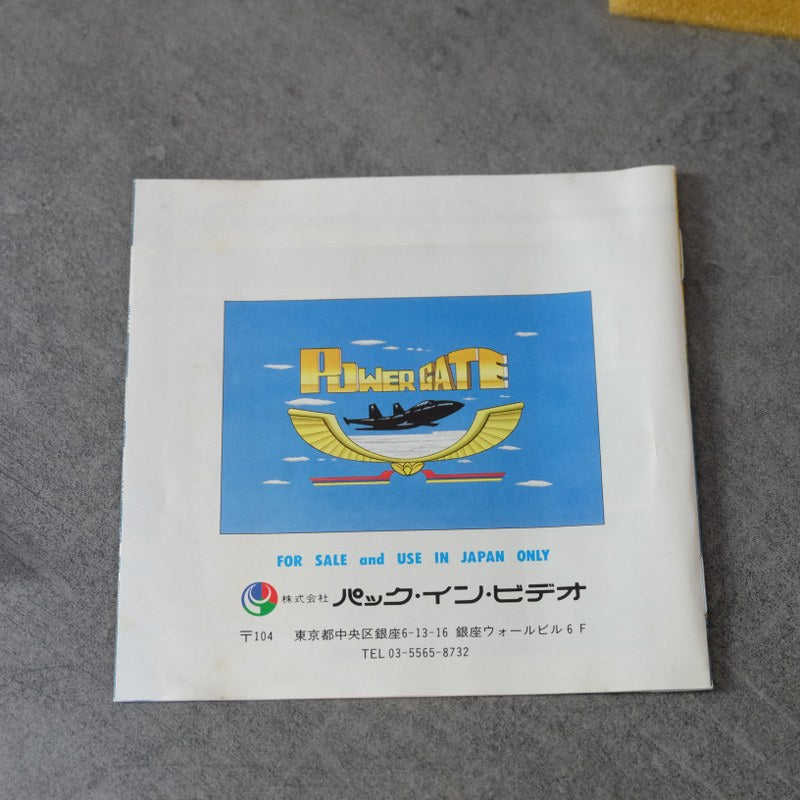 POWER GATE
FOR SALE and USE IN JAPAN ONLY
株式会社 パック・イン・ビデオ
〒104 東京都中央区銀座6-13-16 銀座ウォールビル6F
TEL 03-5565-8732